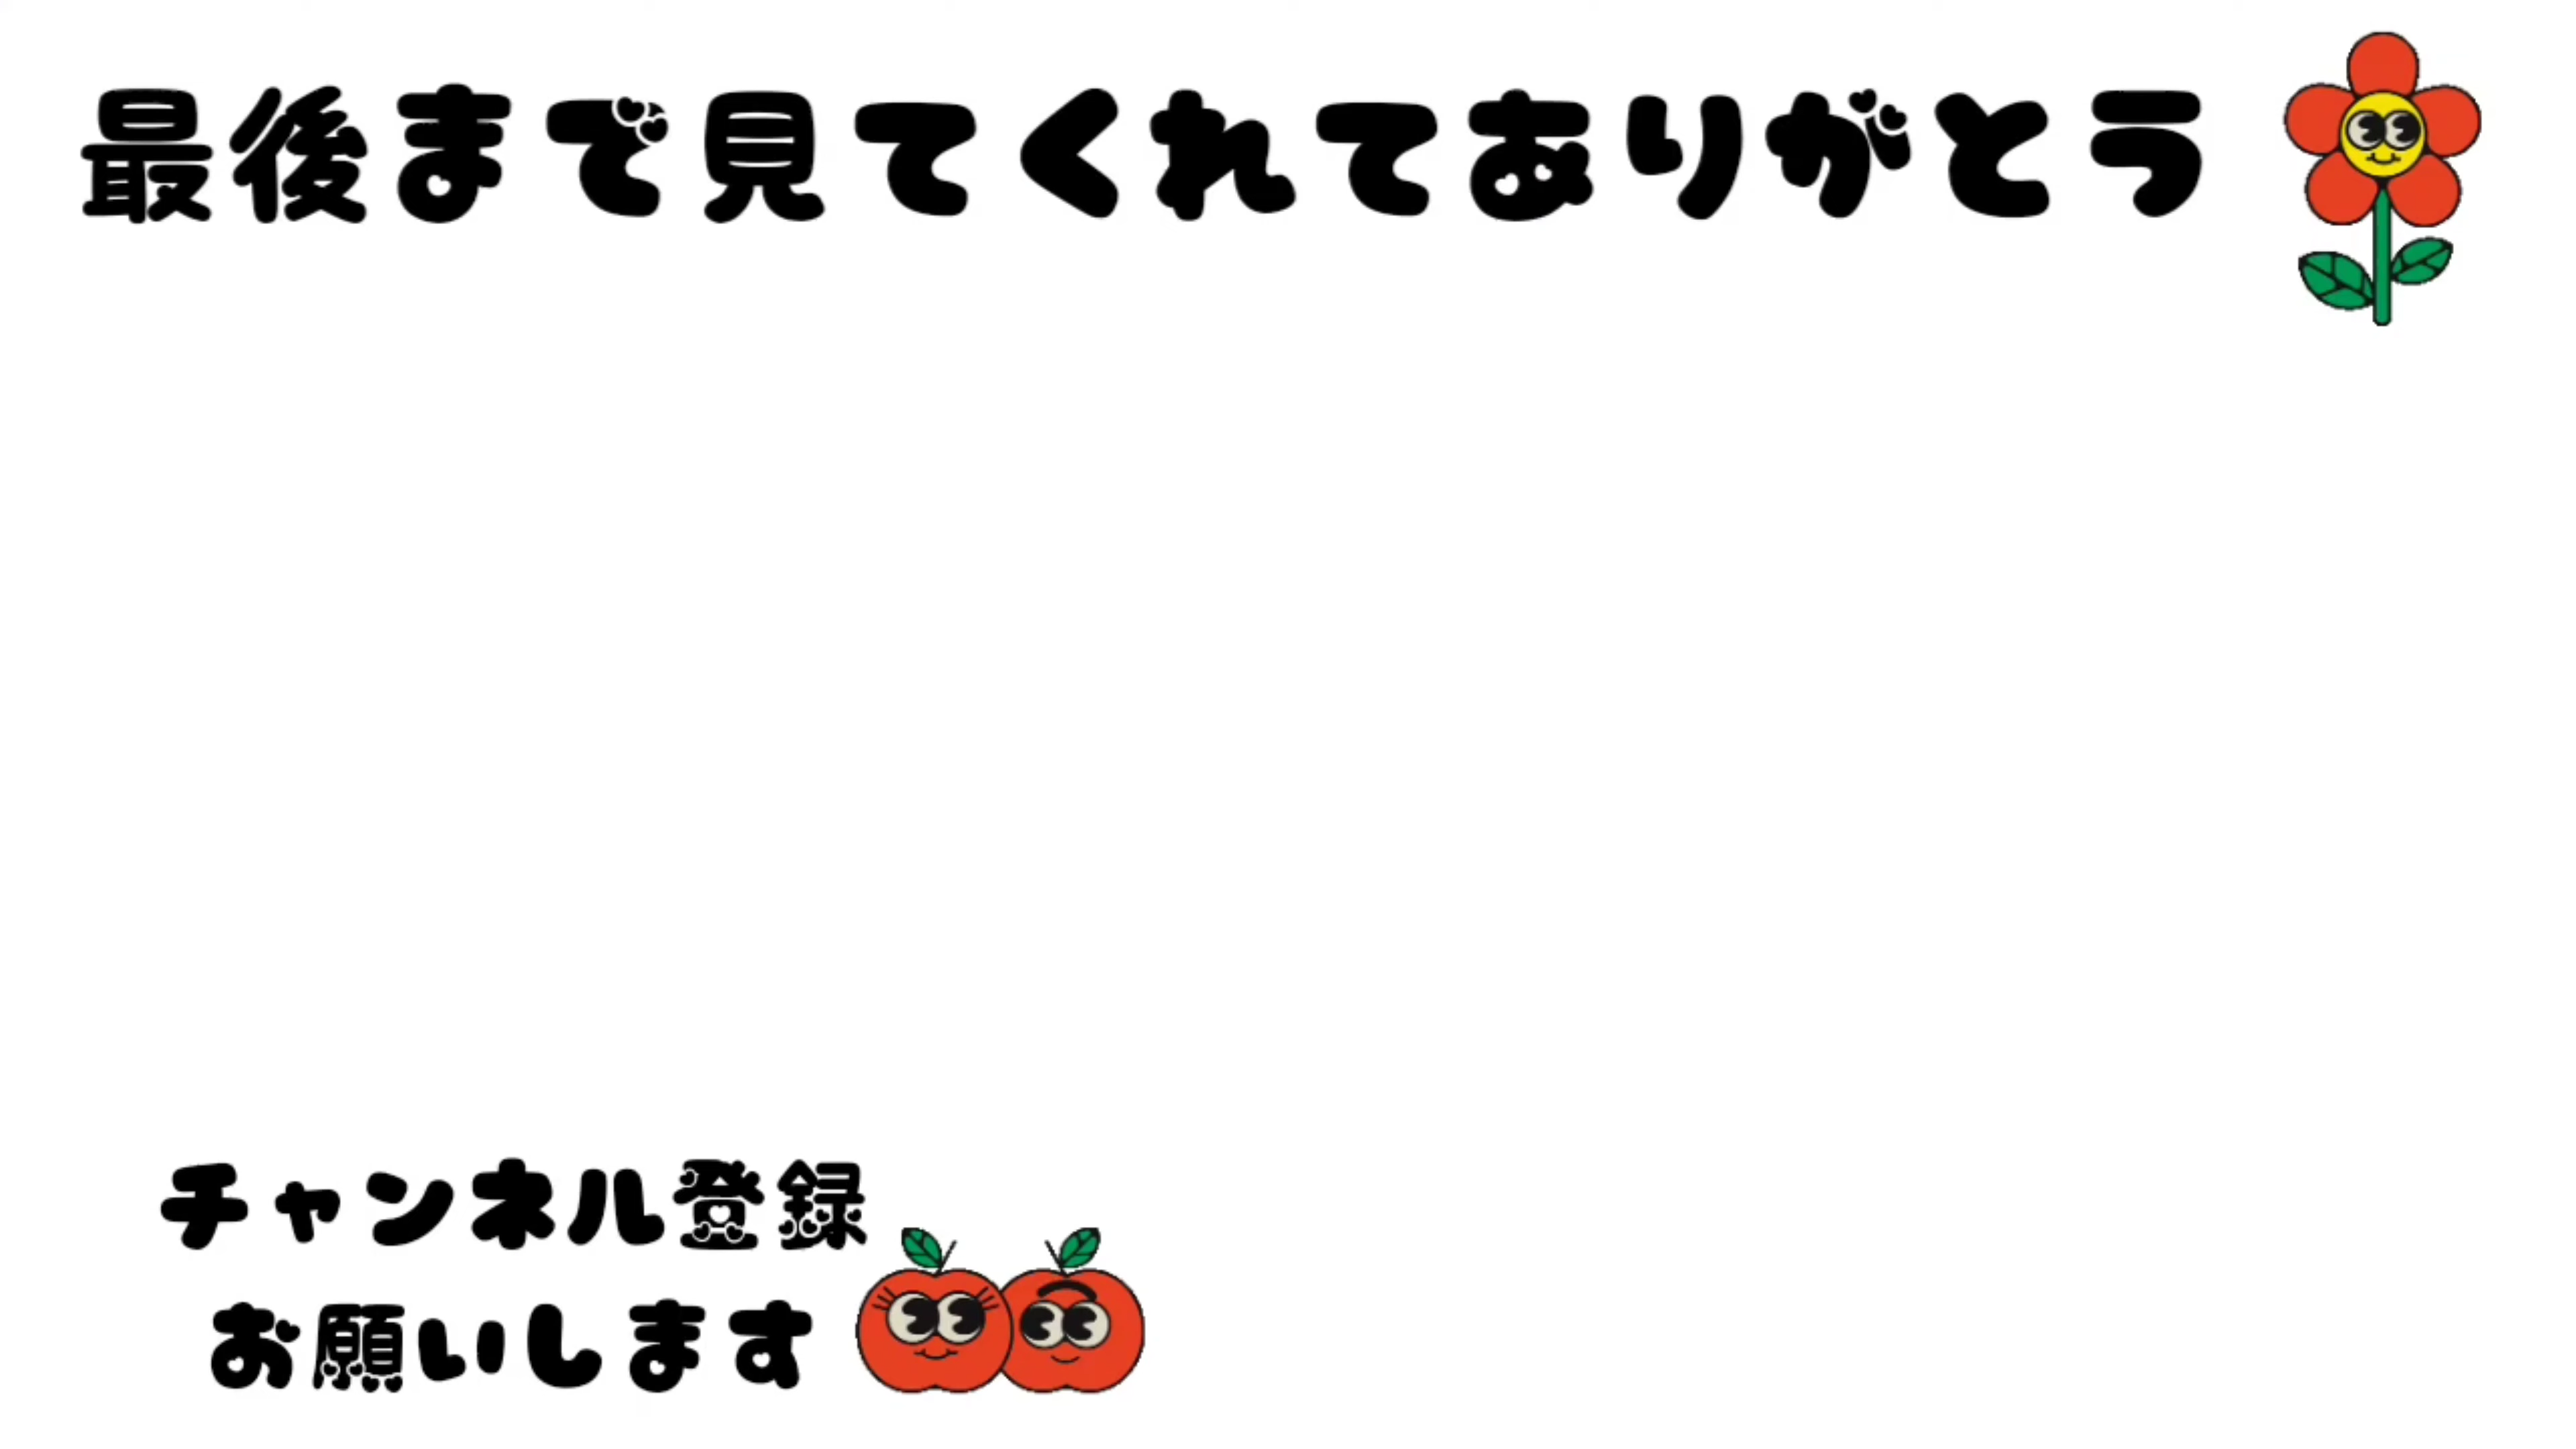 最後まで見てくれてありがとう
チャンネル登録
お願いします